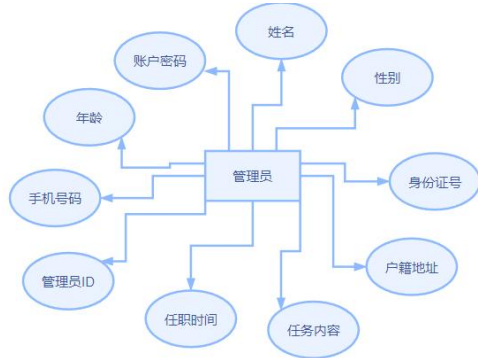 姓名
账户密码
性别
年龄
管理员
身份证号
手机号码
户籍地址
管理员ID
任职时间
任务内容